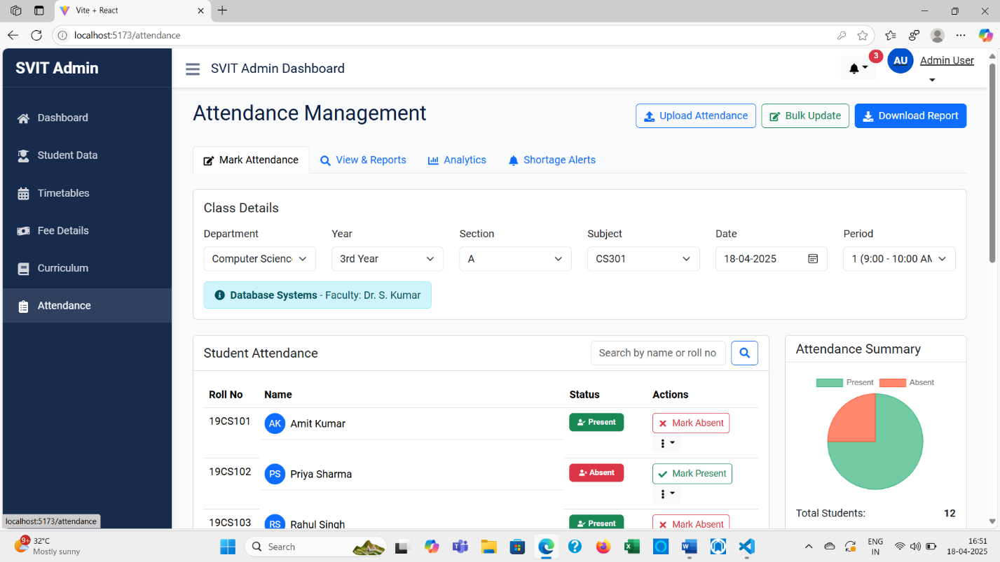 Vite + React
localhost:5173/attendance
SVIT Admin
SVIT Admin Dashboard
3
AU
Admin User
Dashboard
Student Data
Timetables
Fee Details
Curriculum
Attendance
Attendance Management
Upload Attendance
Bulk Update
Download Report
Mark Attendance
View & Reports
Analytics
Shortage Alerts
Class Details
Department
Year
Section
Subject
Date
Period
Computer Scienc
3rd Year
A
CS301
18-04-2025
1 (9:00 - 10:00 AM
Database Systems - Faculty: Dr. S. Kumar
Student Attendance
Search by name or roll no
Roll No
Name
Status
Actions
19CS101
AK
Amit Kumar
Present
Mark Absent
19CS102
PS
Priya Sharma
Absent
Mark Present
19CS103
RS
Rahul Singh
Present
Mark Absent
Attendance Summary
Present
Absent
Total Students:
12
localhost:5173/attendance
9+
32°C
Mostly sunny
Search
ENG
IN
16:51
18-04-2025